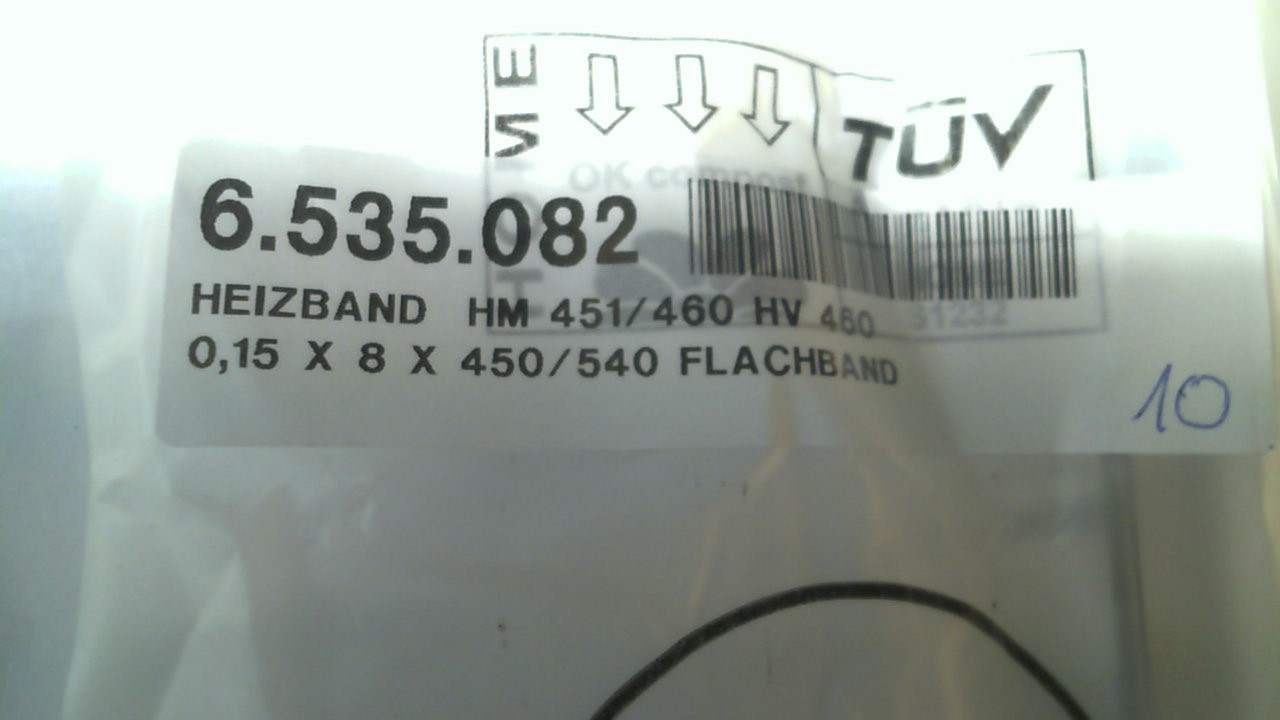 HOME
TÜV
OK compost
6.535.082
HEIZBAND HM 451/460 HV 460
0,15 X 8 X 450/540 FLACHBAND
10